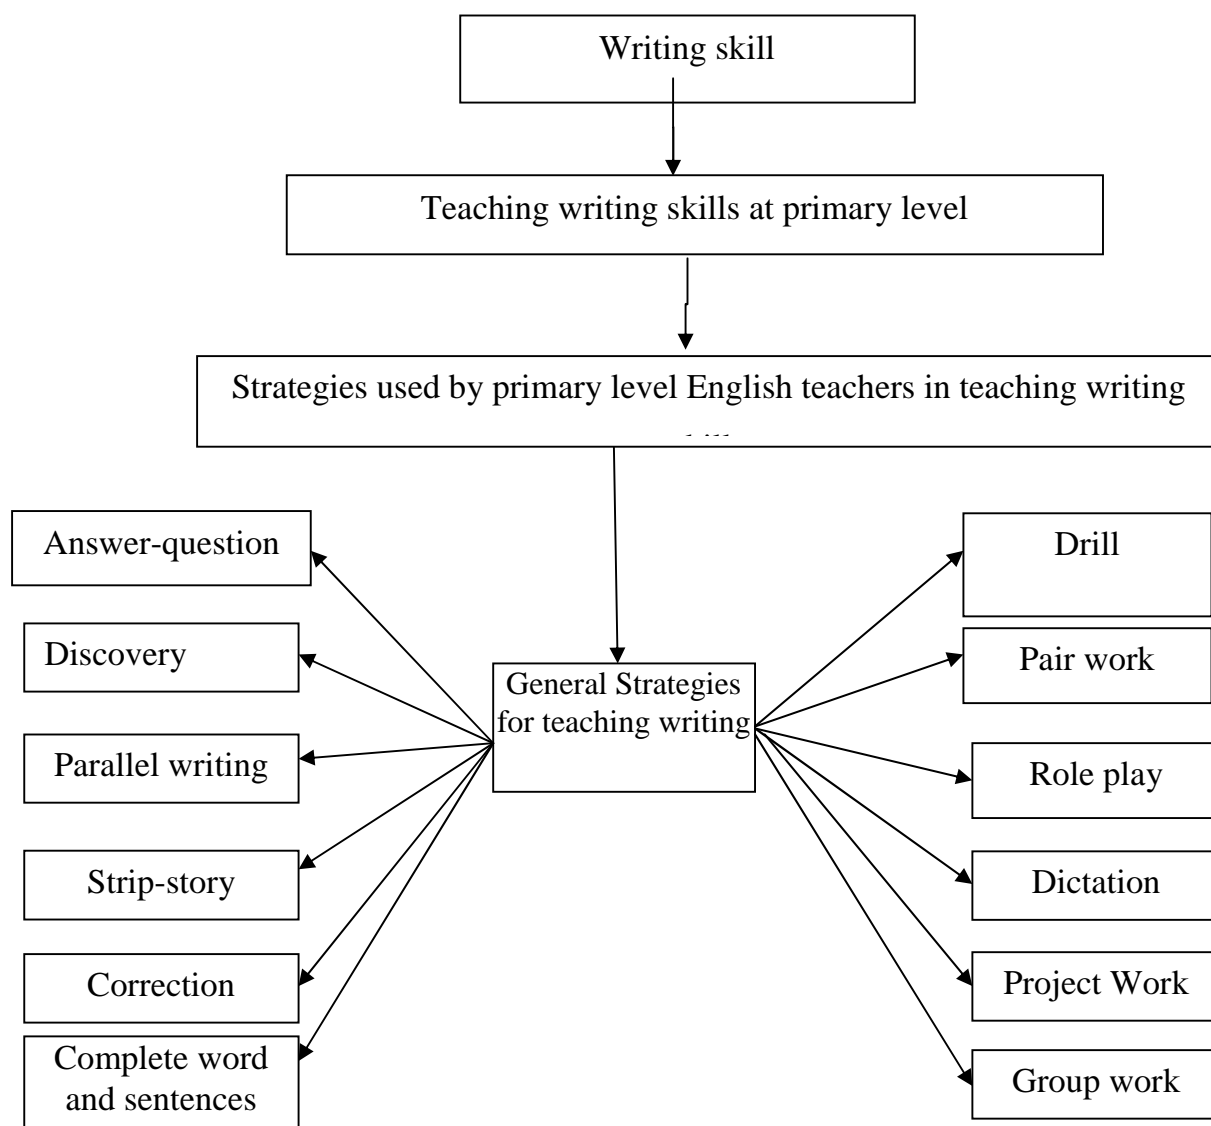 Writing skill
Teaching writing skills at primary level
Strategies used by primary level English teachers in teaching writing
Answer-question
Discovery
Parallel writing
Strip-story
Correction
Complete word
and sentences
General Strategies
for teaching writing
Drill
Pair work
Role play
Dictation
Project Work
Group work